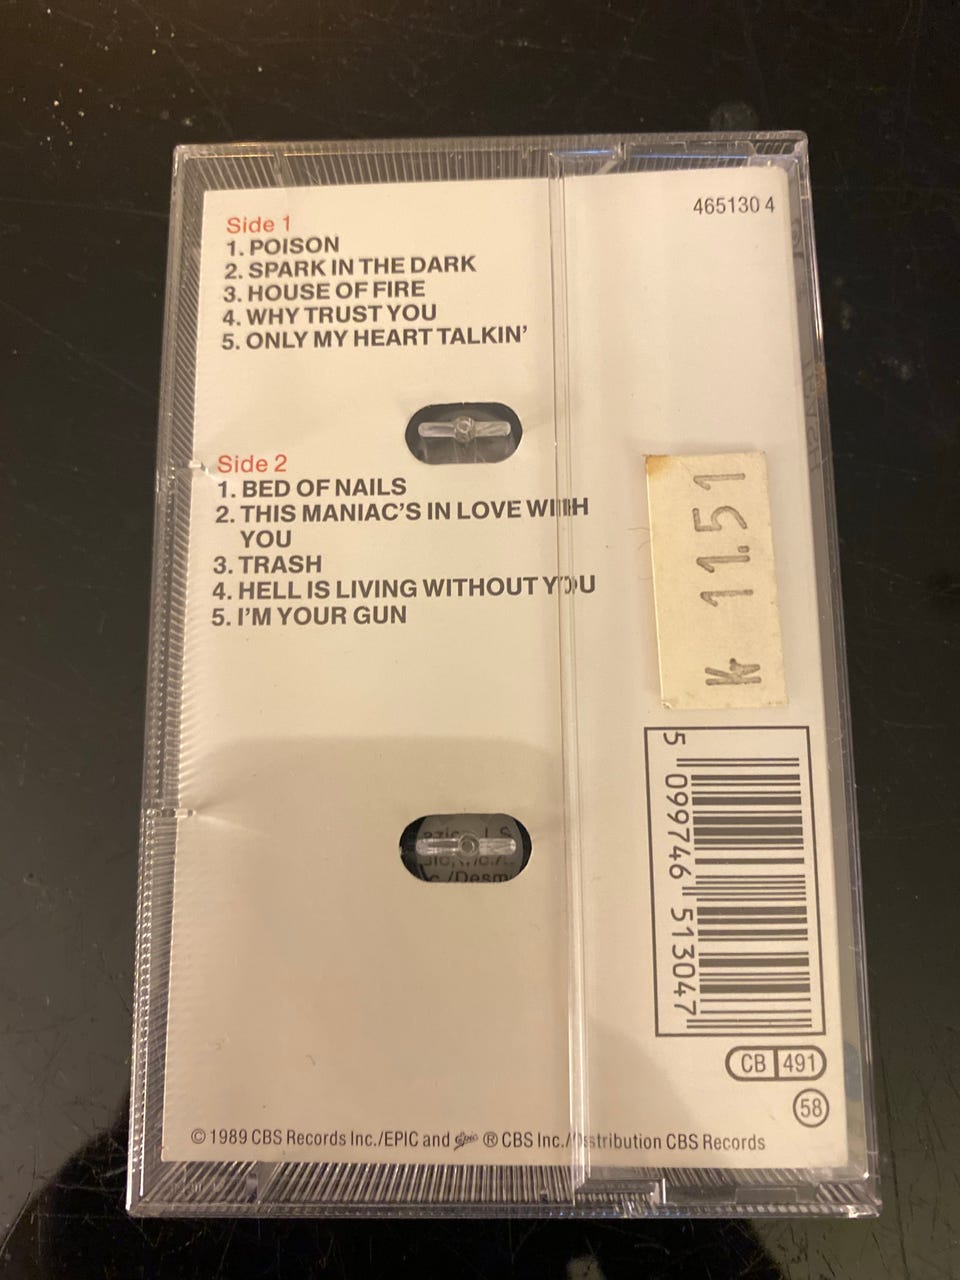 465130 4
Side 1
1. POISON
2. SPARK IN THE DARK
3. HOUSE OF FIRE
4. WHY TRUST YOU
5. ONLY MY HEART TALKIN'
Side 2
1. BED OF NAILS
2. THIS MANIAC'S IN LOVE WITH
YOU
3. TRASH
4. HELL IS LIVING WITHOUT YOU
5. I'M YOUR GUN
Kr 11.51
5 099746 513047
CB 491
58
© 1989 CBS Records Inc./EPIC and Epic ® CBS Inc./Distribution CBS Records